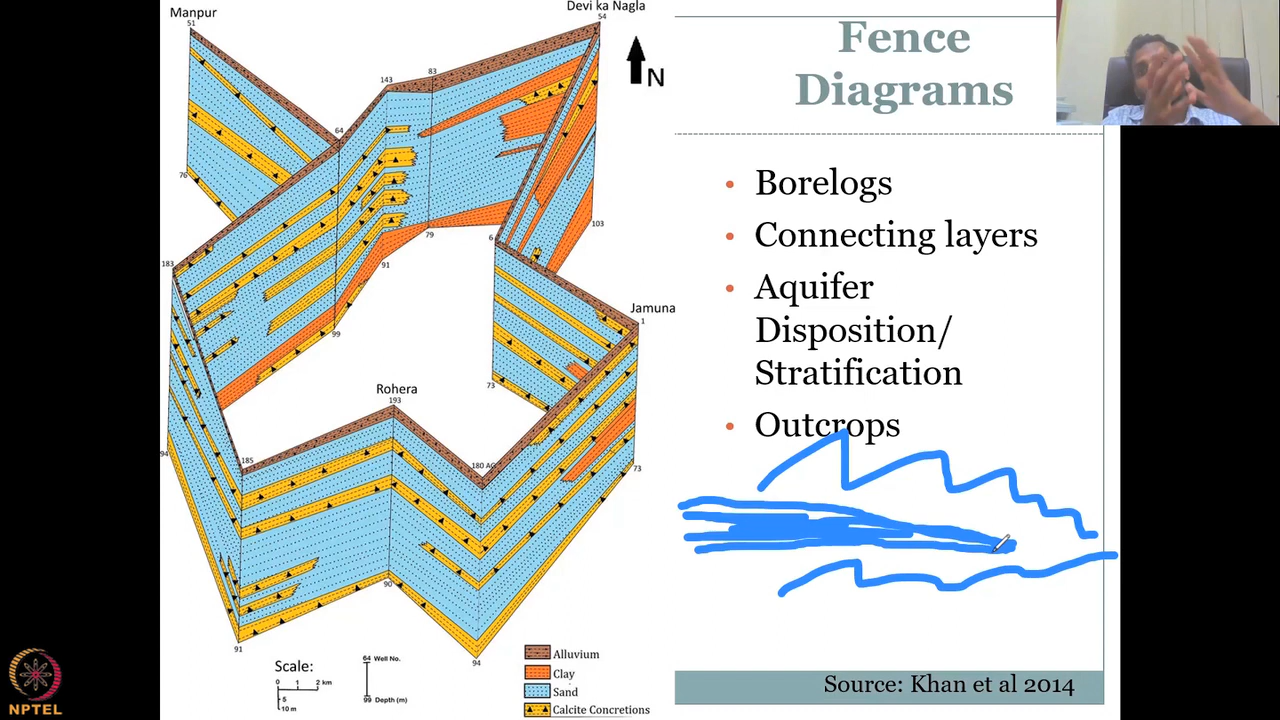 Manpur
51
Devi ka Nagla
54
N
143
83
64
76
103
79
6
91
183
99
Jamuna
1
73
Rohera
193
94
185
180 AG
73
90
91
94
Scale:
0 1 2 km
5
10 m
64 Well No.
99 Depth (m)
Alluvium
Clay
Sand
Calcite Concretions
Fence
Diagrams
• Borelogs
• Connecting layers
• Aquifer
Disposition/
Stratification
• Outcrops
Source: Khan et al 2014
NPTEL